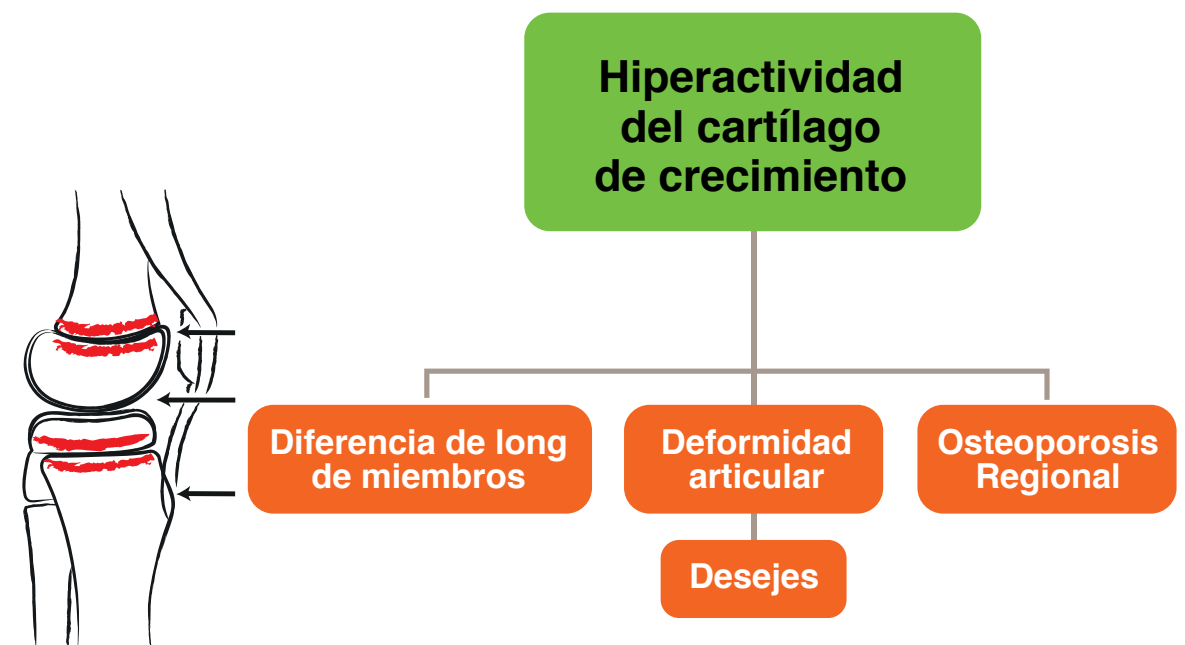 Hiperactividad
del cartílago
de crecimiento
Diferencia de long
de miembros
Deformidad
articular
Osteoporosis
Regional
Desejes